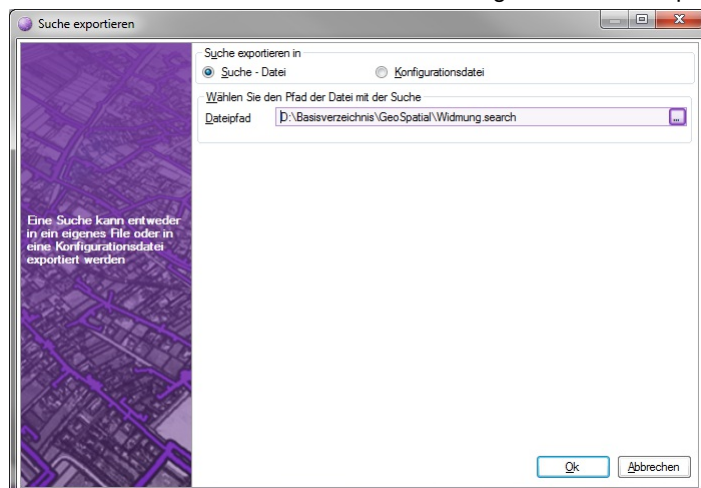 Suche exportieren
Suche exportieren in
Suche - Datei
Konfigurationsdatei
Wählen Sie den Pfad der Datei mit der Suche
Dateipfad
D:\Basisverzeichnis\GeoSpatial\Widmung.search
...
Eine Suche kann entweder
in ein eigenes File oder in
eine Konfigurationsdatei
exportiert werden
Ok
Abbrechen